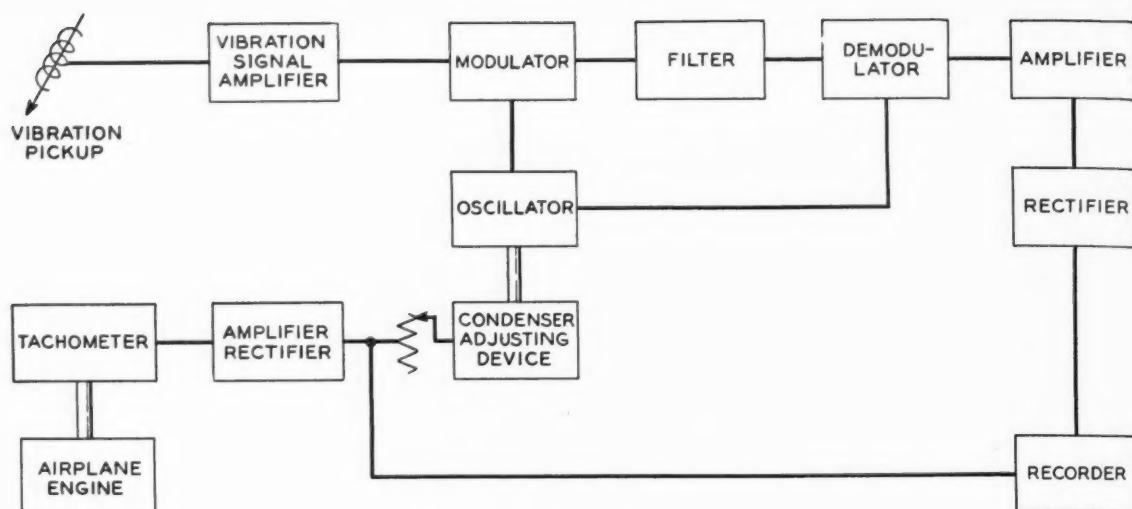 VIBRATION
SIGNAL
AMPLIFIER
MODULATOR
FILTER
DEMODU-
LATOR
AMPLIFIER
VIBRATION
PICKUP
OSCILLATOR
RECTIFIER
TACHOMETER
AMPLIFIER
RECTIFIER
CONDENSER
ADJUSTING
DEVICE
AIRPLANE
ENGINE
RECORDER